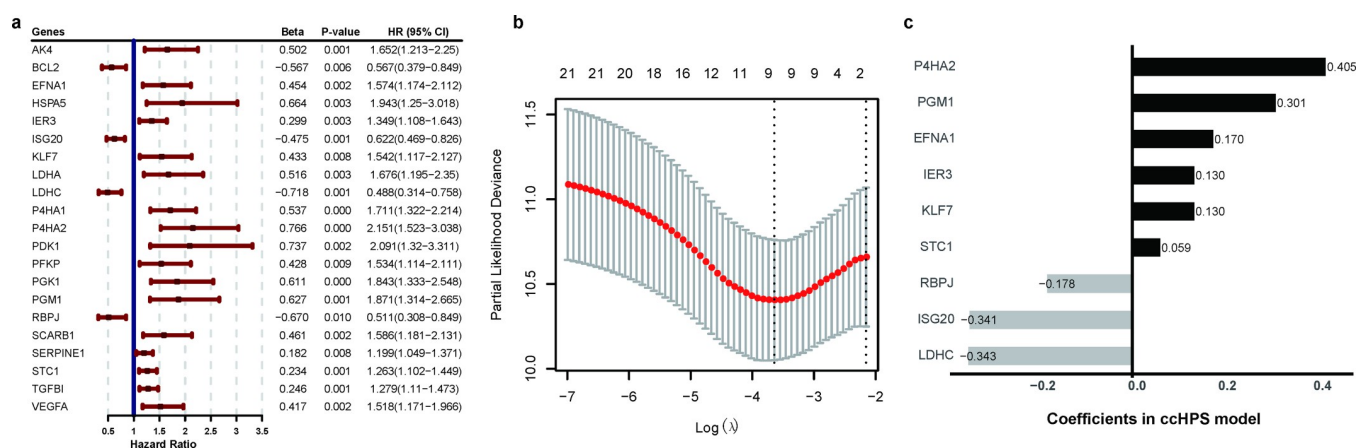 a
Genes Beta P-value HR (95% CI)
AK4 0.502 0.001 1.652(1.213−2.25)
BCL2 −0.567 0.006 0.567(0.379−0.849)
EFNA1 0.454 0.002 1.574(1.174−2.112)
HSPA5 0.664 0.003 1.943(1.25−3.018)
IER3 0.299 0.003 1.349(1.108−1.643)
ISG20 −0.475 0.001 0.622(0.469−0.826)
KLF7 0.433 0.008 1.542(1.117−2.127)
LDHA 0.516 0.003 1.676(1.195−2.35)
LDHC −0.718 0.001 0.488(0.314−0.758)
P4HA1 0.537 0.000 1.711(1.322−2.214)
P4HA2 0.766 0.000 2.151(1.523−3.038)
PDK1 0.737 0.002 2.091(1.32−3.311)
PFKP 0.428 0.009 1.534(1.114−2.111)
PGK1 0.611 0.000 1.843(1.333−2.548)
PGM1 0.627 0.001 1.871(1.314−2.665)
RBPJ −0.670 0.010 0.511(0.308−0.849)
SCARB1 0.461 0.002 1.586(1.181−2.131)
SERPINE1 0.182 0.008 1.199(1.049−1.371)
STC1 0.234 0.001 1.263(1.102−1.449)
TGFBI 0.246 0.001 1.279(1.11−1.473)
VEGFA 0.417 0.002 1.518(1.171−1.966)
0.5 1 1.5 2 2.5 3 3.5
Hazard Ratio
b
21 21 20 18 16 12 11 9 9 9 4 2
Partial Likelihood Deviance
11.5
11.0
10.5
10.0
−7 −6 −5 −4 −3 −2
Log (λ)
c
P4HA2 0.405
PGM1 0.301
EFNA1 0.170
IER3 0.130
KLF7 0.130
STC1 0.059
RBPJ −0.178
ISG20 −0.341
LDHC −0.343
−0.2 0.0 0.2 0.4
Coefficients in ccHPS model